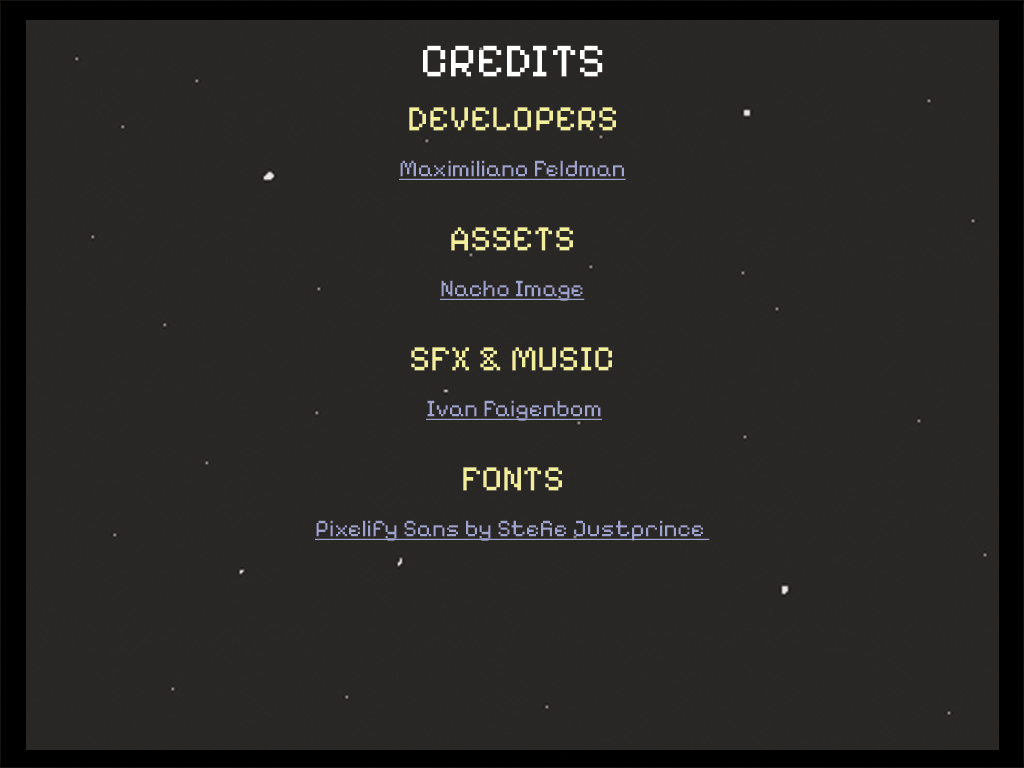 CREDITS
DEVELOPERS
Maximiliano Feldman
ASSETS
Nacho Image
SFX & MUSIC
Ivan Faigenbom
FONTS
Pixelify Sans by Stefie Justprince